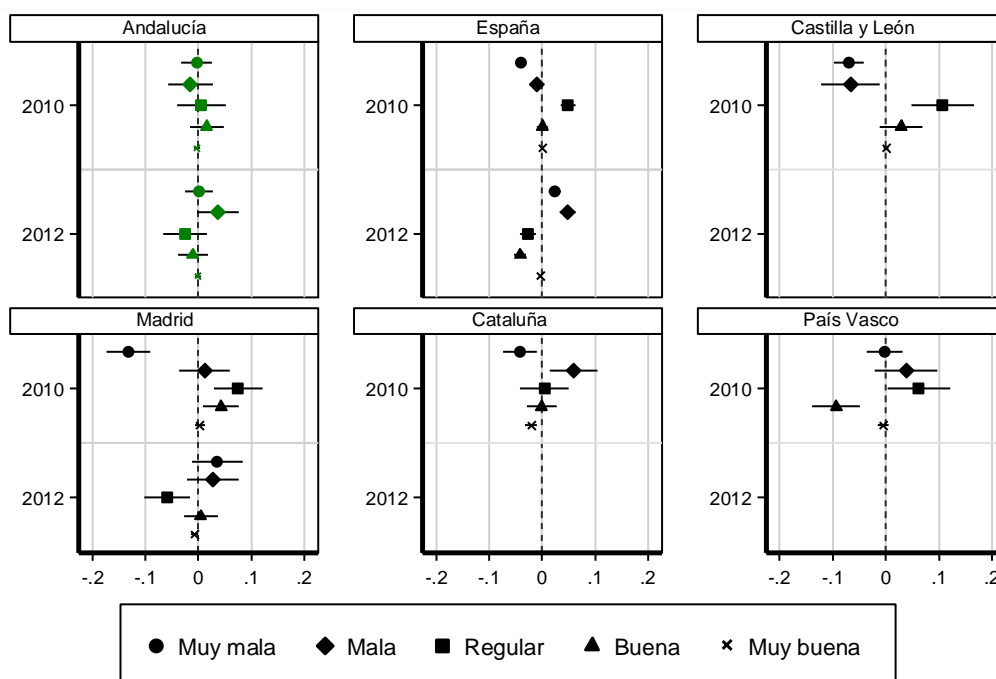 Andalucía España Castilla y León
2010 2010 2010
2012 2012 2012
Madrid Cataluña País Vasco
2010 2010 2010
2012 2012 2012
-.2 -.1 0 .1 .2 -.2 -.1 0 .1 .2 -.2 -.1 0 .1 .2
Muy mala Mala Regular Buena Muy buena